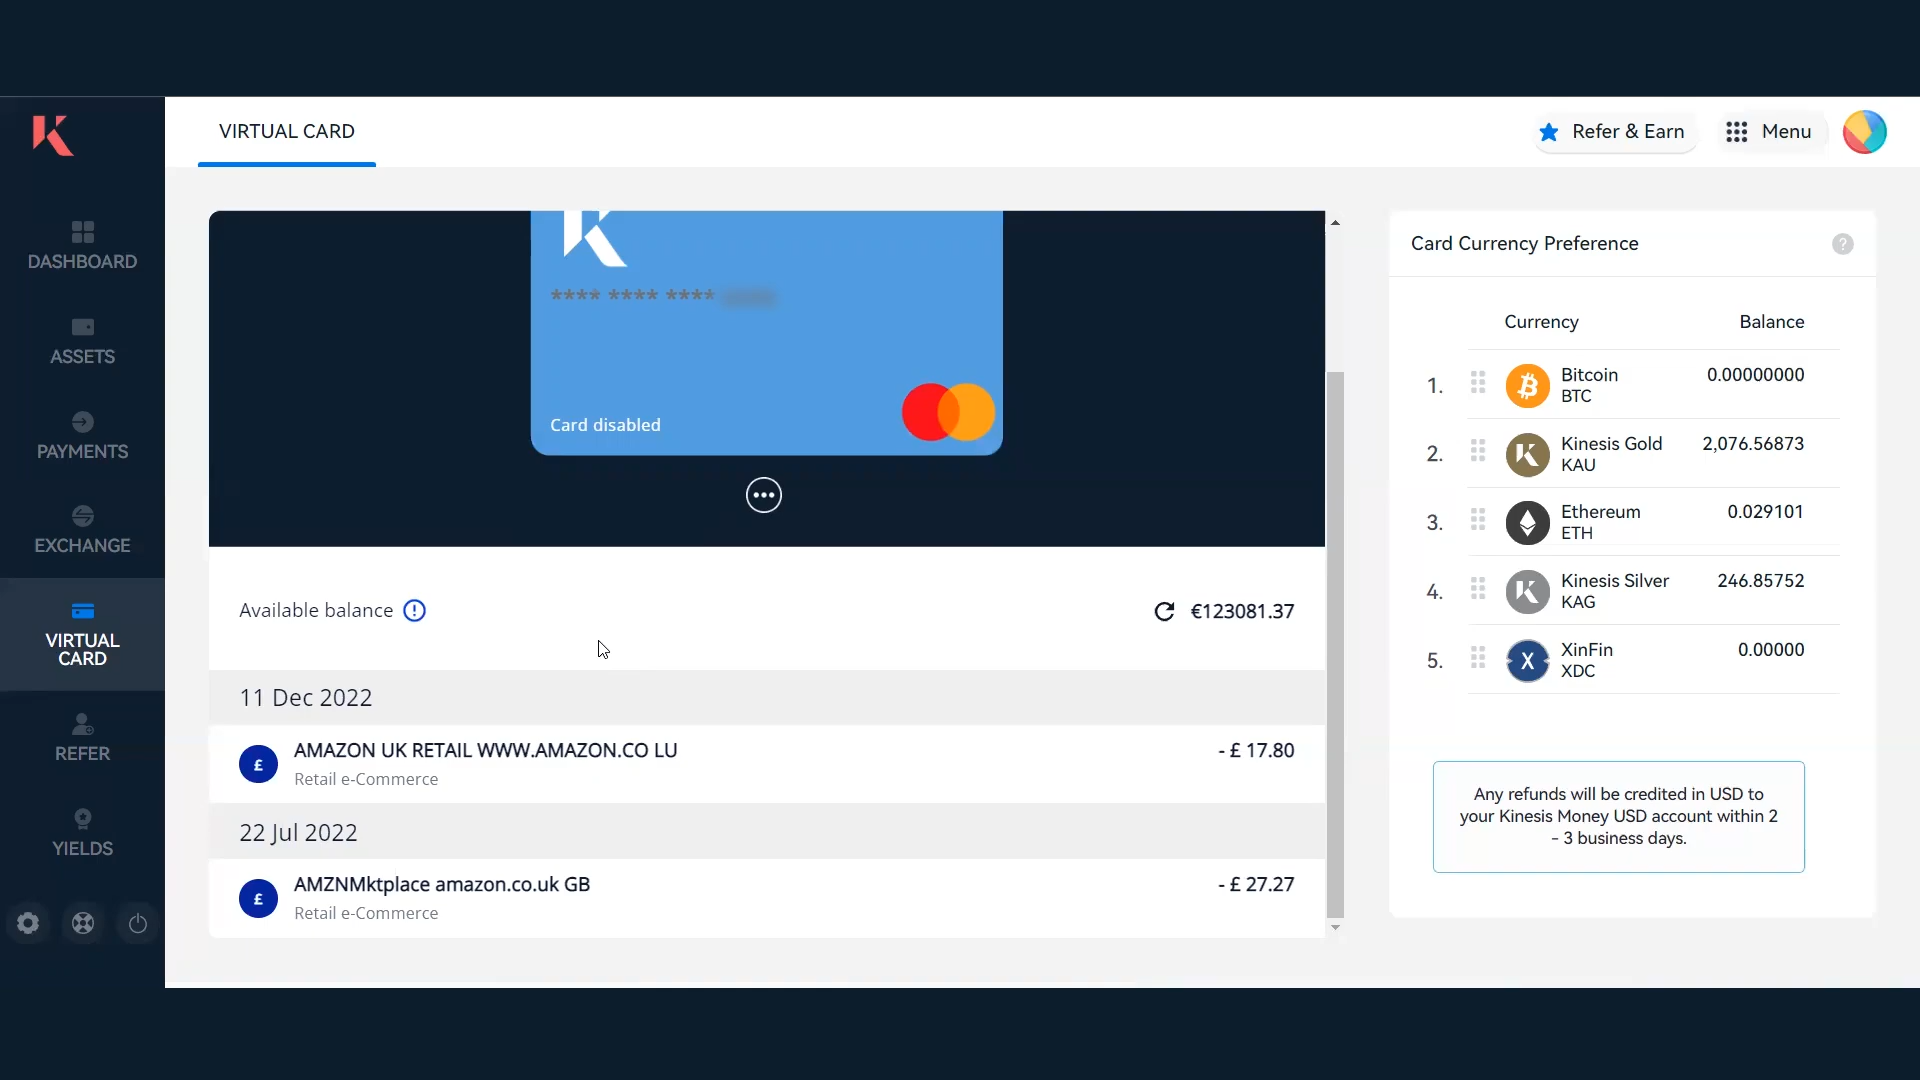 VIRTUAL CARD
Refer & Earn
Menu
DASHBOARD
ASSETS
PAYMENTS
EXCHANGE
VIRTUAL
CARD
REFER
YIELDS
**** **** ****
Card disabled
Available balance
€123081.37
11 Dec 2022
£
AMAZON UK RETAIL WWW.AMAZON.CO LU
- £ 17.80
Retail e-Commerce
22 Jul 2022
£
AMZNMktplace amazon.co.uk GB
- £ 27.27
Retail e-Commerce
Card Currency Preference
?
Currency
Balance
1.
Bitcoin
BTC
0.00000000
2.
Kinesis Gold
KAU
2,076.56873
3.
Ethereum
ETH
0.029101
4.
Kinesis Silver
KAG
246.85752
5.
X
XinFin
XDC
0.00000
Any refunds will be credited in USD to
your Kinesis Money USD account within 2
- 3 business days.